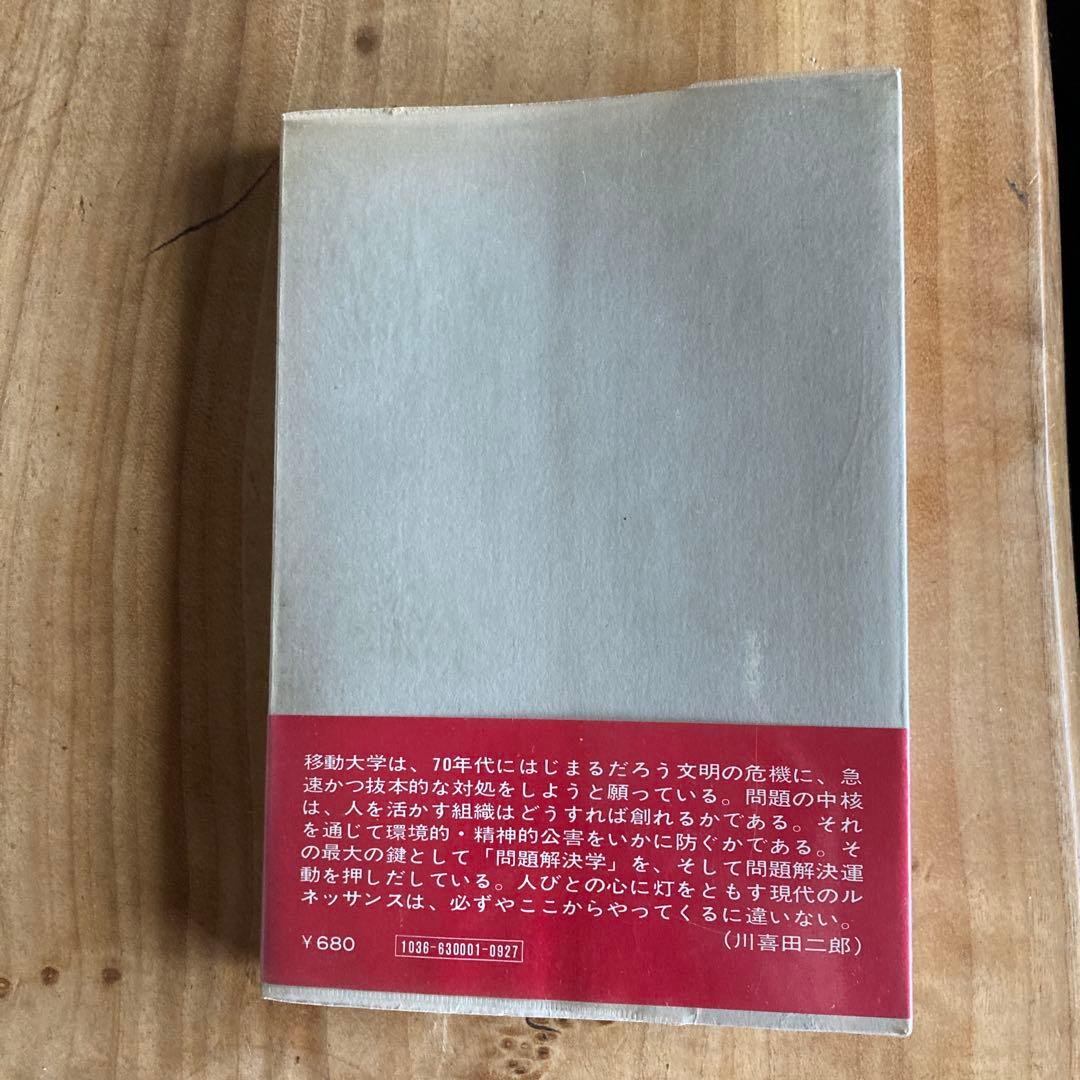 移動大学は、70年代にはじまるだろう文明の危機に、急
速かつ抜本的な対処をしようと願っている。問題の中核
は、人を活かす組織はどうすれば創れるかである。それ
を通じて環境的・精神的公害をいかに防ぐかである。そ
の最大の鍵として「問題解決学」を、そして問題解決運
動を押しだしている。人びとの心に灯をともす現代のル
ネッサンスは、必ずやここからやってくるに違いない。
(川喜田二郎)
￥680
1036-630001-0927